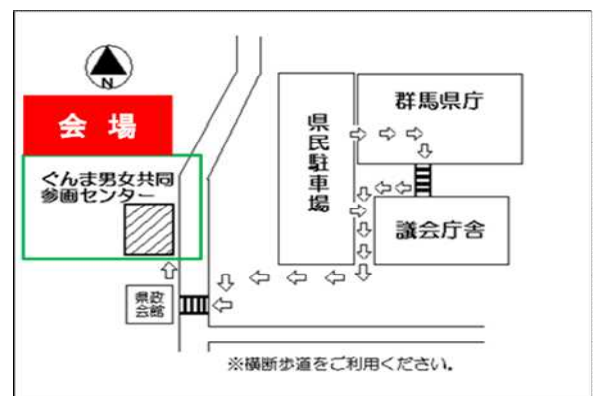 N
会場
ぐんま男女共同
参画センター
県政
会館
県民駐車場
群馬県庁
議会庁舎
※横断歩道をご利用ください。